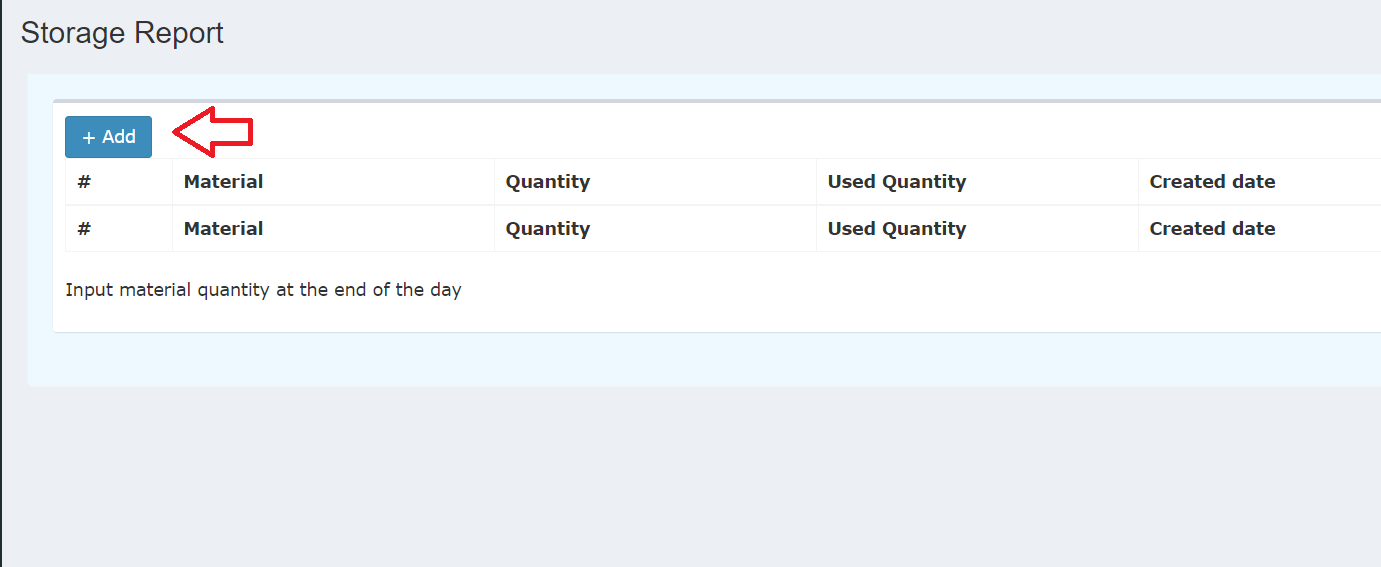 Storage Report
+ Add
# Material Quantity Used Quantity Created date
# Material Quantity Used Quantity Created date
Input material quantity at the end of the day